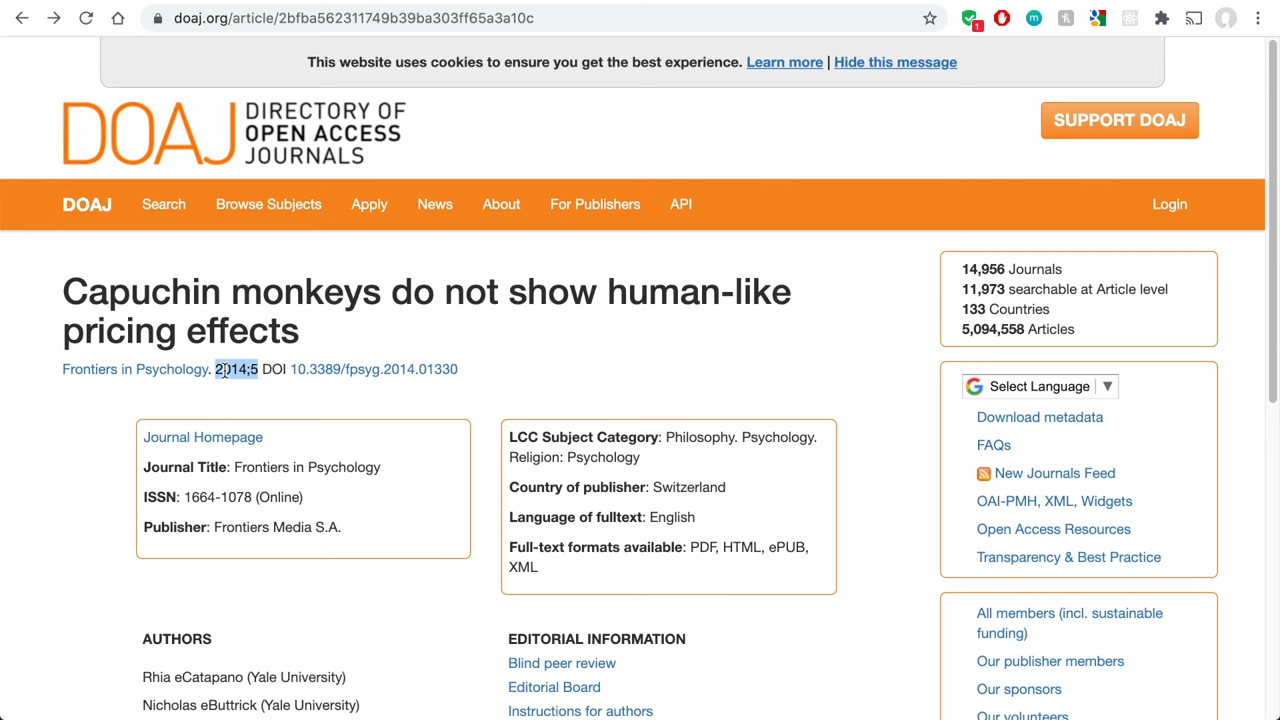 doaj.org/article/2bfba562311749b39ba303ff65a3a10c
1
This website uses cookies to ensure you get the best experience. Learn more | Hide this message
DOAJ
DIRECTORY OF
OPEN ACCESS
JOURNALS
SUPPORT DOAJ
DOAJ Search Browse Subjects Apply News About For Publishers API Login
Capuchin monkeys do not show human-like
pricing effects
Frontiers in Psychology. 2014;5 DOI 10.3389/fpsyg.2014.01330
Journal Homepage
Journal Title: Frontiers in Psychology
ISSN: 1664-1078 (Online)
Publisher: Frontiers Media S.A.
LCC Subject Category: Philosophy. Psychology.
Religion: Psychology
Country of publisher: Switzerland
Language of fulltext: English
Full-text formats available: PDF, HTML, ePUB,
XML
AUTHORS
Rhia eCatapano (Yale University)
Nicholas eButtrick (Yale University)
EDITORIAL INFORMATION
Blind peer review
Editorial Board
Instructions for authors
14,956 Journals
11,973 searchable at Article level
133 Countries
5,094,558 Articles
Select Language ▼
Download metadata
FAQs
New Journals Feed
OAI-PMH, XML, Widgets
Open Access Resources
Transparency & Best Practice
All members (incl. sustainable
funding)
Our publisher members
Our sponsors
Our volunteers